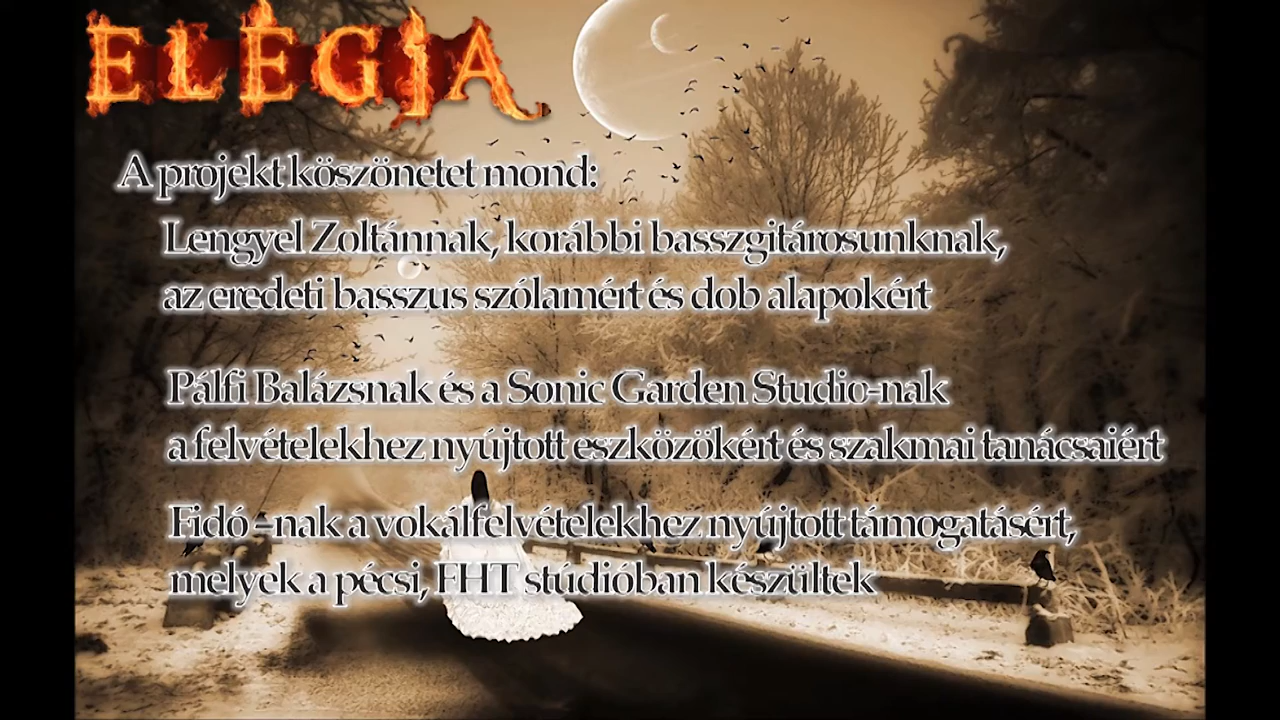 ELÉGIA
A projekt köszönetet mond:
Lengyel Zoltánnak, korábbi basszgitárosunknak,
az eredeti basszus szólamért és dob alapokért
Pálfi Balázsnak és a Sonic Garden Studio-nak
a felvételekhez nyújtott eszközökért és szakmai tanácsaiért
Fidó –nak a vokálfelvételekhez nyújtott támogatásért,
melyek a pécsi, FHT stúdióban készültek